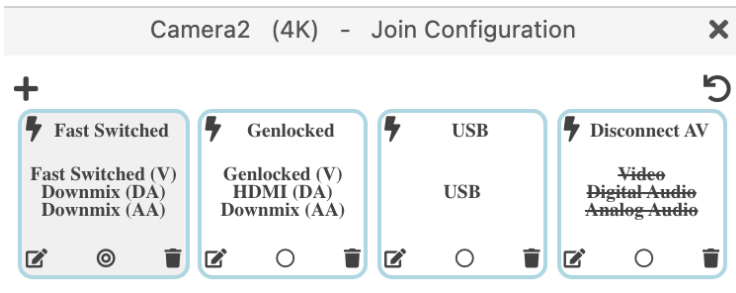 Camera2 (4K) - Join Configuration
Fast Switched
Fast Switched (V)
Downmix (DA)
Downmix (AA)
Genlocked
Genlocked (V)
HDMI (DA)
Downmix (AA)
USB
USB
Disconnect AV
Video
Digital Audio
Analog Audio